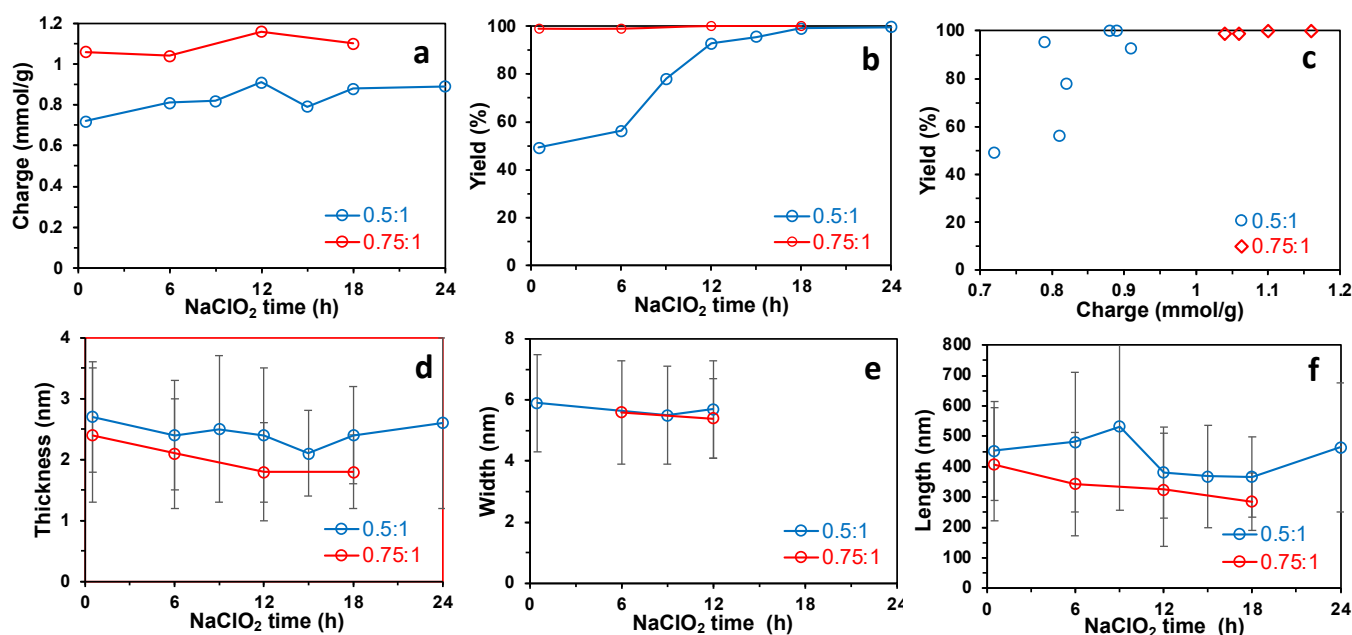 a
Charge (mmol/g)
1.2
1
0.8
0.6
0.4
0.2
0
0.5:1
0.75:1
0 6 12 18 24
NaClO₂ time (h)
b
Yield (%)
100
80
60
40
20
0
0.5:1
0.75:1
0 6 12 18 24
NaClO₂ time (h)
c
Yield (%)
100
80
60
40
20
0
0.5:1
0.75:1
0.7 0.8 0.9 1 1.1 1.2
Charge (mmol/g)
d
Thickness (nm)
4
3
2
1
0
0.5:1
0.75:1
0 6 12 18 24
NaClO₂ time (h)
e
Width (nm)
8
6
4
2
0
0.5:1
0.75:1
0 6 12 18 24
NaClO₂ time (h)
f
Length (nm)
800
700
600
500
400
300
200
100
0
0.5:1
0.75:1
0 6 12 18 24
NaClO₂ time (h)